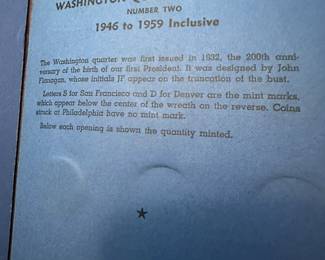 WASHINGTON Q
NUMBER TWO
1946 to 1959 Inclusive
The Washington quarter was first issued in 1932, the 200th anni-
versary of the birth of our first President. It was designed by John
Flanagan, whose initials JF appear on the truncation of the bust.
Letters S for San Francisco and D for Denver are the mint marks,
which appear below the center of the wreath on the reverse. Coins
struck at Philadelphia have no mint mark.
Below each opening is shown the quantity minted.